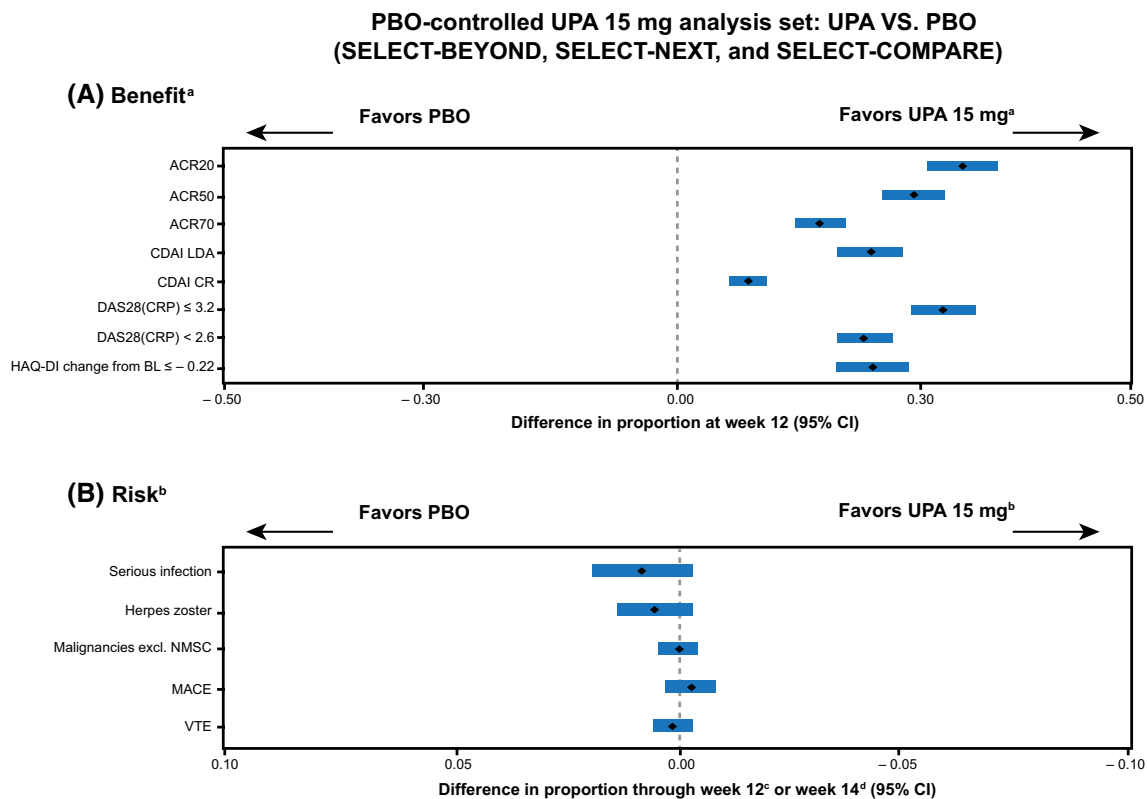 PBO-controlled UPA 15 mg analysis set: UPA VS. PBO
(SELECT-BEYOND, SELECT-NEXT, and SELECT-COMPARE)
(A) Benefitᵃ
Favors PBO
Favors UPA 15 mgᵃ
ACR20
ACR50
ACR70
CDAI LDA
CDAI CR
DAS28(CRP) ≤ 3.2
DAS28(CRP) < 2.6
HAQ-DI change from BL ≤ – 0.22
– 0.50 – 0.30 0.00 0.30 0.50
Difference in proportion at week 12 (95% CI)
(B) Riskᵇ
Favors PBO
Favors UPA 15 mgᵇ
Serious infection
Herpes zoster
Malignancies excl. NMSC
MACE
VTE
0.10 0.05 0.00 – 0.05 – 0.10
Difference in proportion through week 12ᶜ or week 14ᵈ (95% CI)